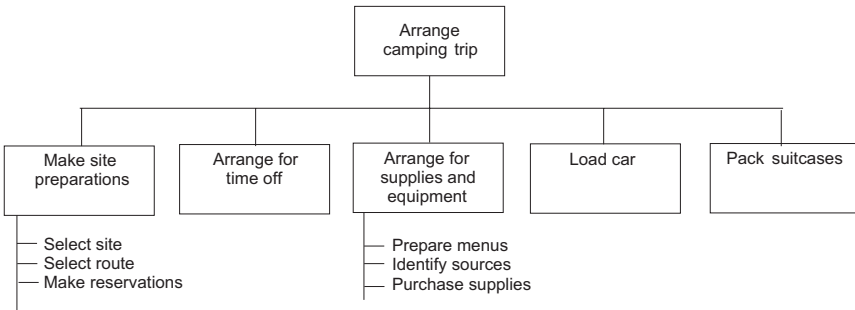 Arrange
camping trip
Make site
preparations
Arrange for
time off
Arrange for
supplies and
equipment
Load car
Pack suitcases
Select site
Select route
Make reservations
Prepare menus
Identify sources
Purchase supplies